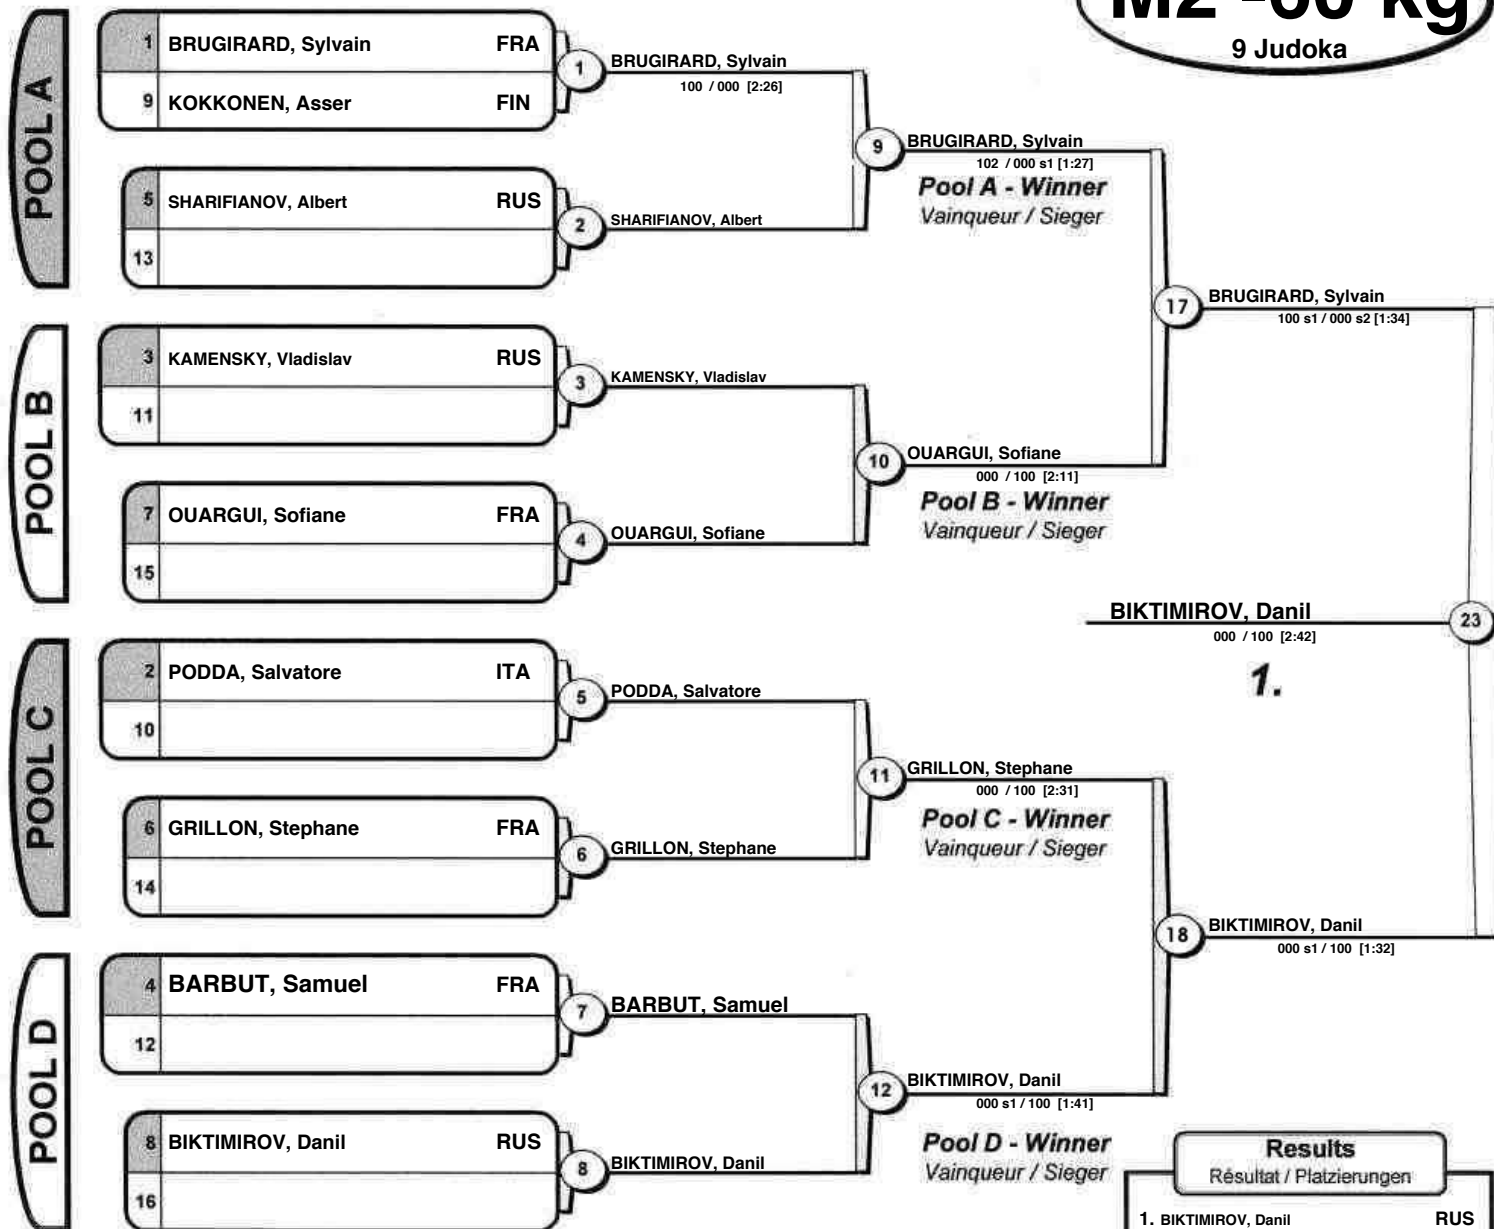 M2 -60 kg
9 Judoka
POOL A
1 BRUGIRARD, Sylvain FRA
9 KOKKONEN, Asser FIN
1
BRUGIRARD, Sylvain
100 / 000 [2:26]
5 SHARIFIANOV, Albert RUS
13
2
SHARIFIANOV, Albert
9
BRUGIRARD, Sylvain
102 / 000 s1 [1:27]
Pool A - Winner
Vainqueur / Sieger
POOL B
3 KAMENSKY, Vladislav RUS
11
3
KAMENSKY, Vladislav
7 OUARGUI, Sofiane FRA
15
4
OUARGUI, Sofiane
10
OUARGUI, Sofiane
000 / 100 [2:11]
Pool B - Winner
Vainqueur / Sieger
17
BRUGIRARD, Sylvain
100 s1 / 000 s2 [1:34]
BIKTIMIROV, Danil
23
000 / 100 [2:42]
1.
POOL C
2 PODDA, Salvatore ITA
10
5
PODDA, Salvatore
6 GRILLON, Stephane FRA
14
6
GRILLON, Stephane
11
GRILLON, Stephane
000 / 100 [2:31]
Pool C - Winner
Vainqueur / Sieger
18
BIKTIMIROV, Danil
000 s1 / 100 [1:32]
POOL D
4 BARBUT, Samuel FRA
12
7
BARBUT, Samuel
8 BIKTIMIROV, Danil RUS
16
8
BIKTIMIROV, Danil
12
BIKTIMIROV, Danil
000 s1 / 100 [1:41]
Pool D - Winner
Vainqueur / Sieger
Results
Résultat / Platzierungen
1. BIKTIMIROV, Danil RUS